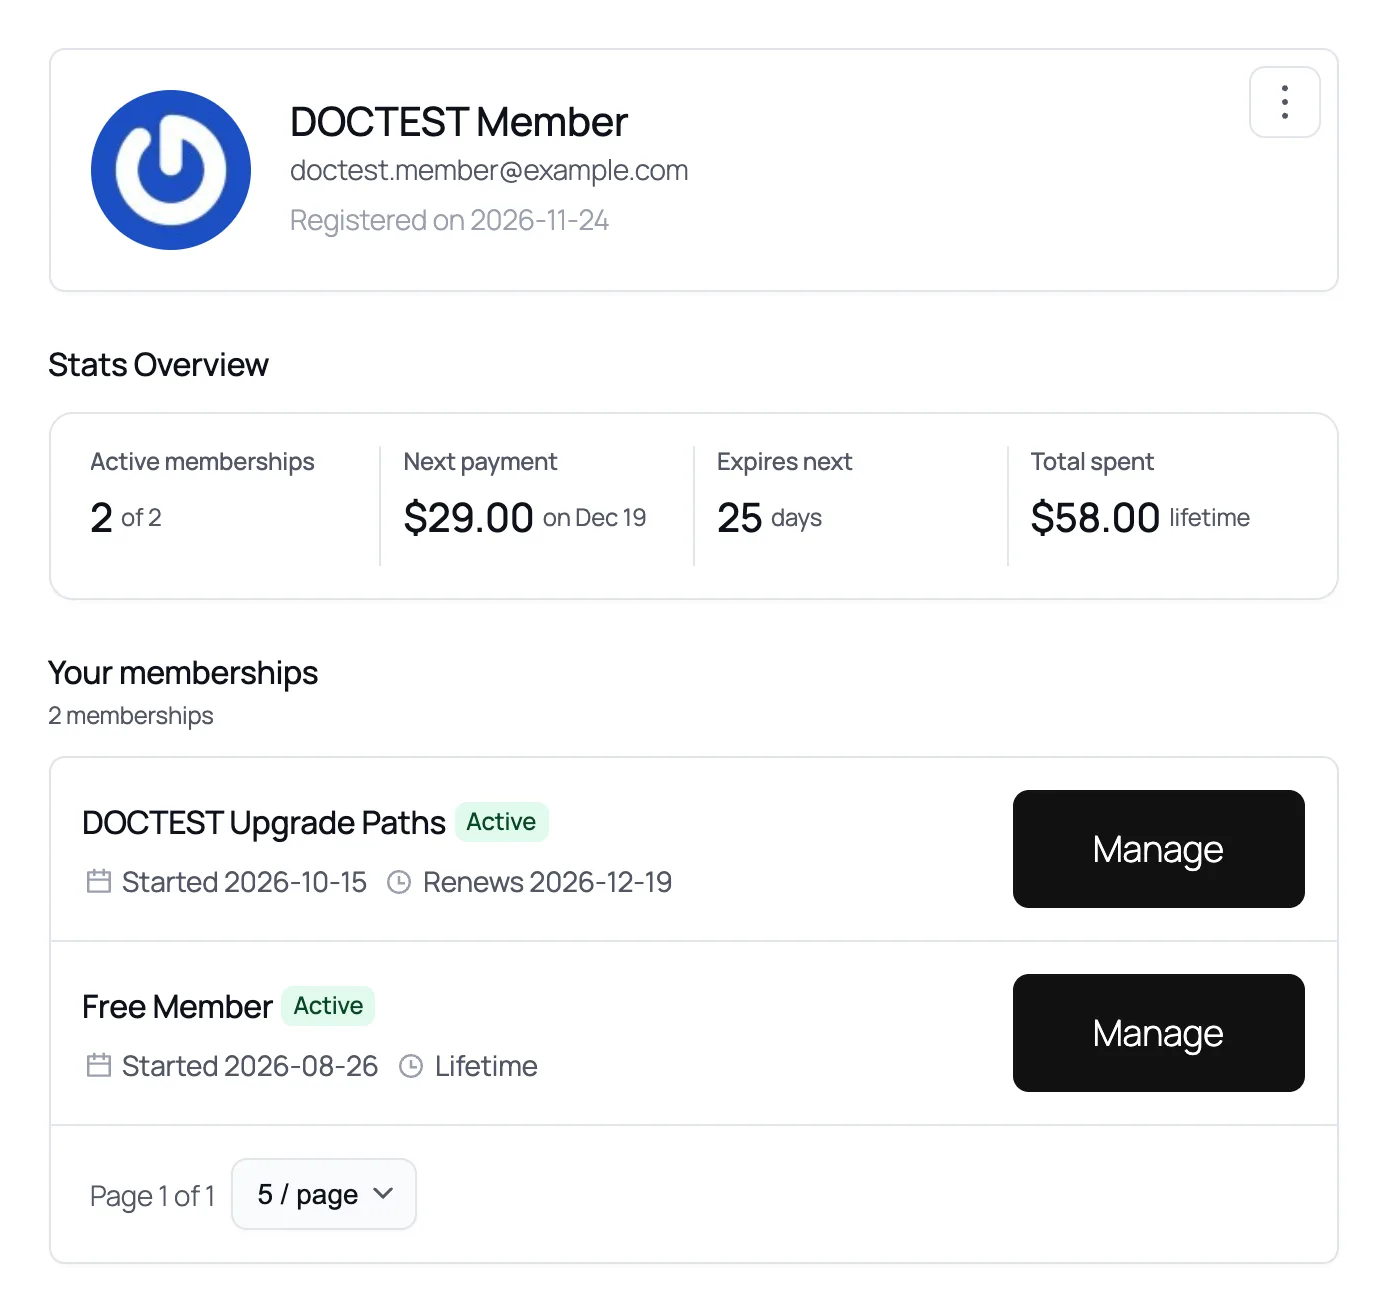 DOCTEST Member
doctest.member@example.com
Registered on 2026-11-24
Stats Overview
Active memberships
2 of 2
Next payment
$29.00 on Dec 19
Expires next
25 days
Total spent
$58.00 lifetime
Your memberships
2 memberships
DOCTEST Upgrade Paths Active
Started 2026-10-15 Renews 2026-12-19
Manage
Free Member Active
Started 2026-08-26 Lifetime
Manage
Page 1 of 1 5 / page